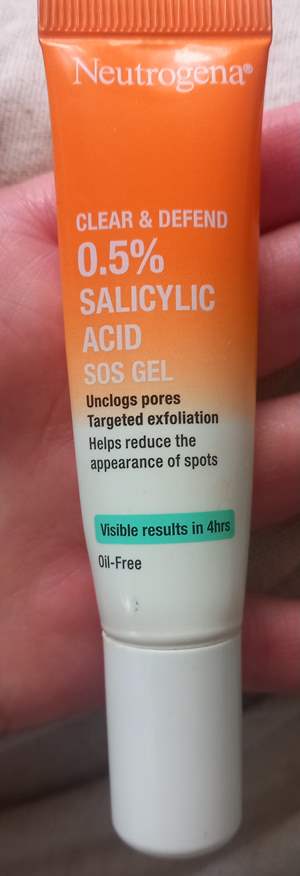 Neutrogena®
CLEAR & DEFEND
0.5%
SALICYLIC
ACID
SOS GEL
Unclogs pores
Targeted exfoliation
Helps reduce the
appearance of spots
Visible results in 4hrs
Oil-Free